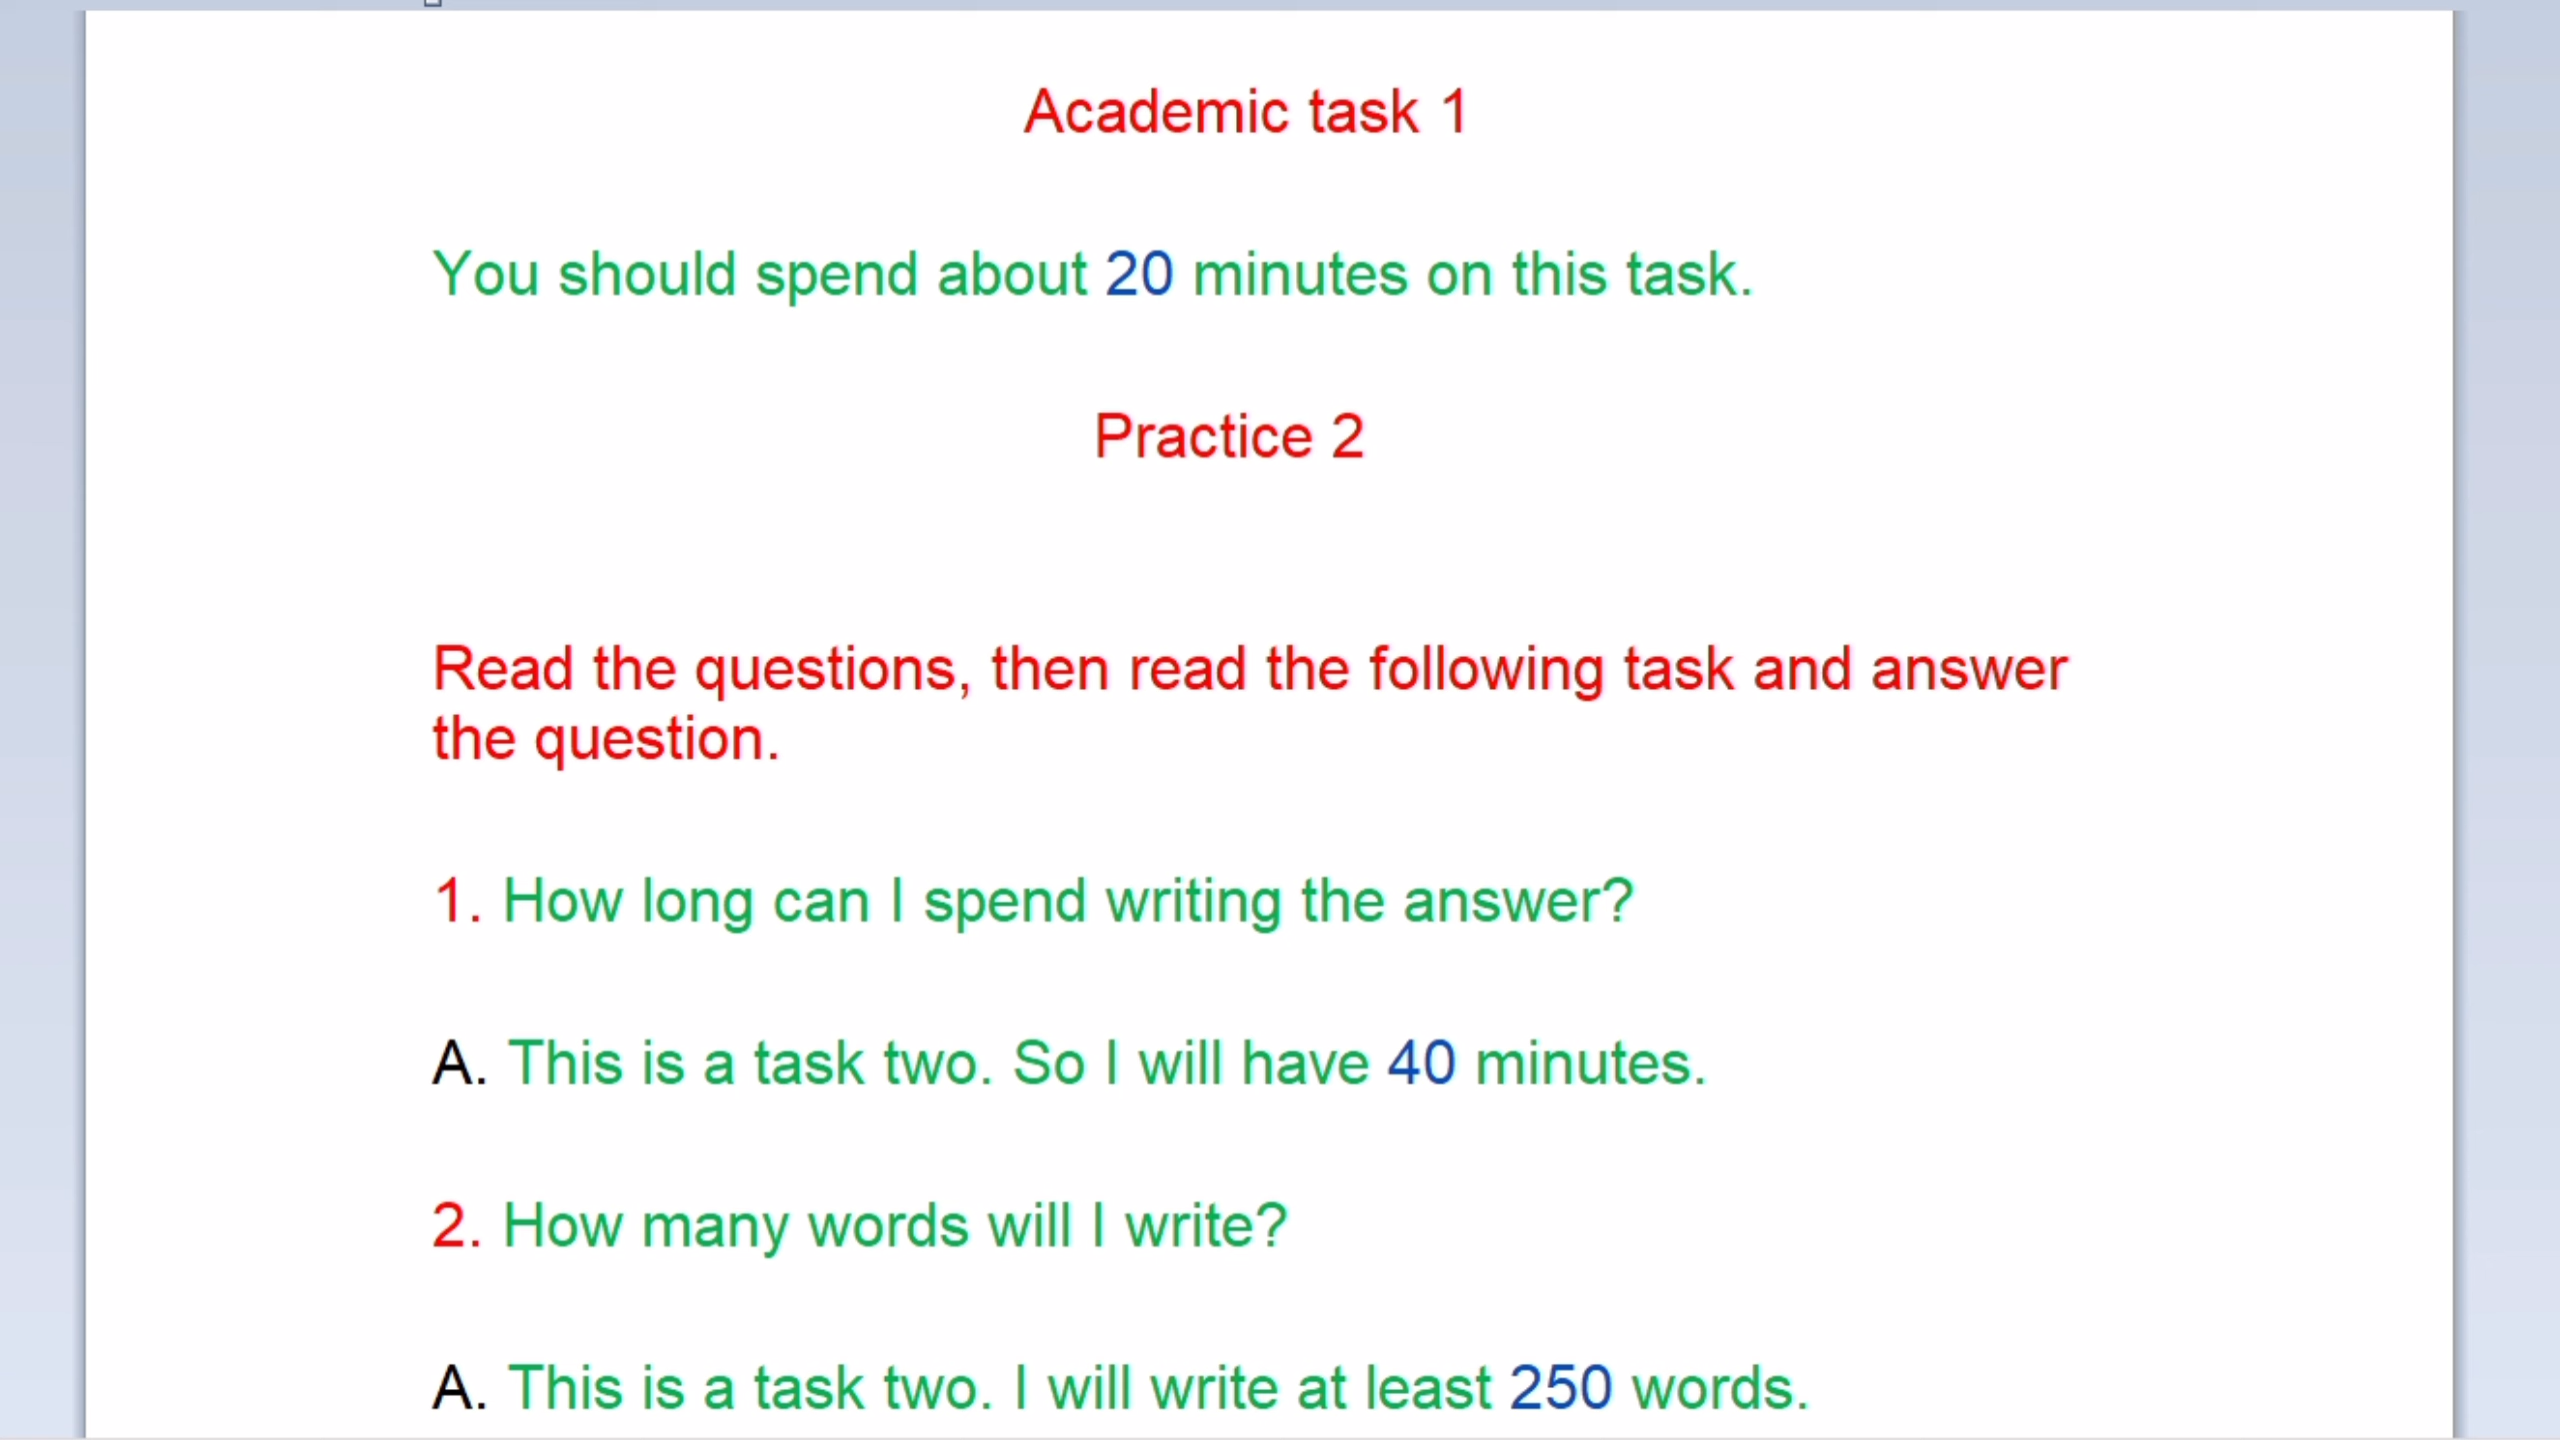 Academic task 1
You should spend about 20 minutes on this task.
Practice 2
Read the questions, then read the following task and answer
the question.
1. How long can I spend writing the answer?
A. This is a task two. So I will have 40 minutes.
2. How many words will I write?
A. This is a task two. I will write at least 250 words.